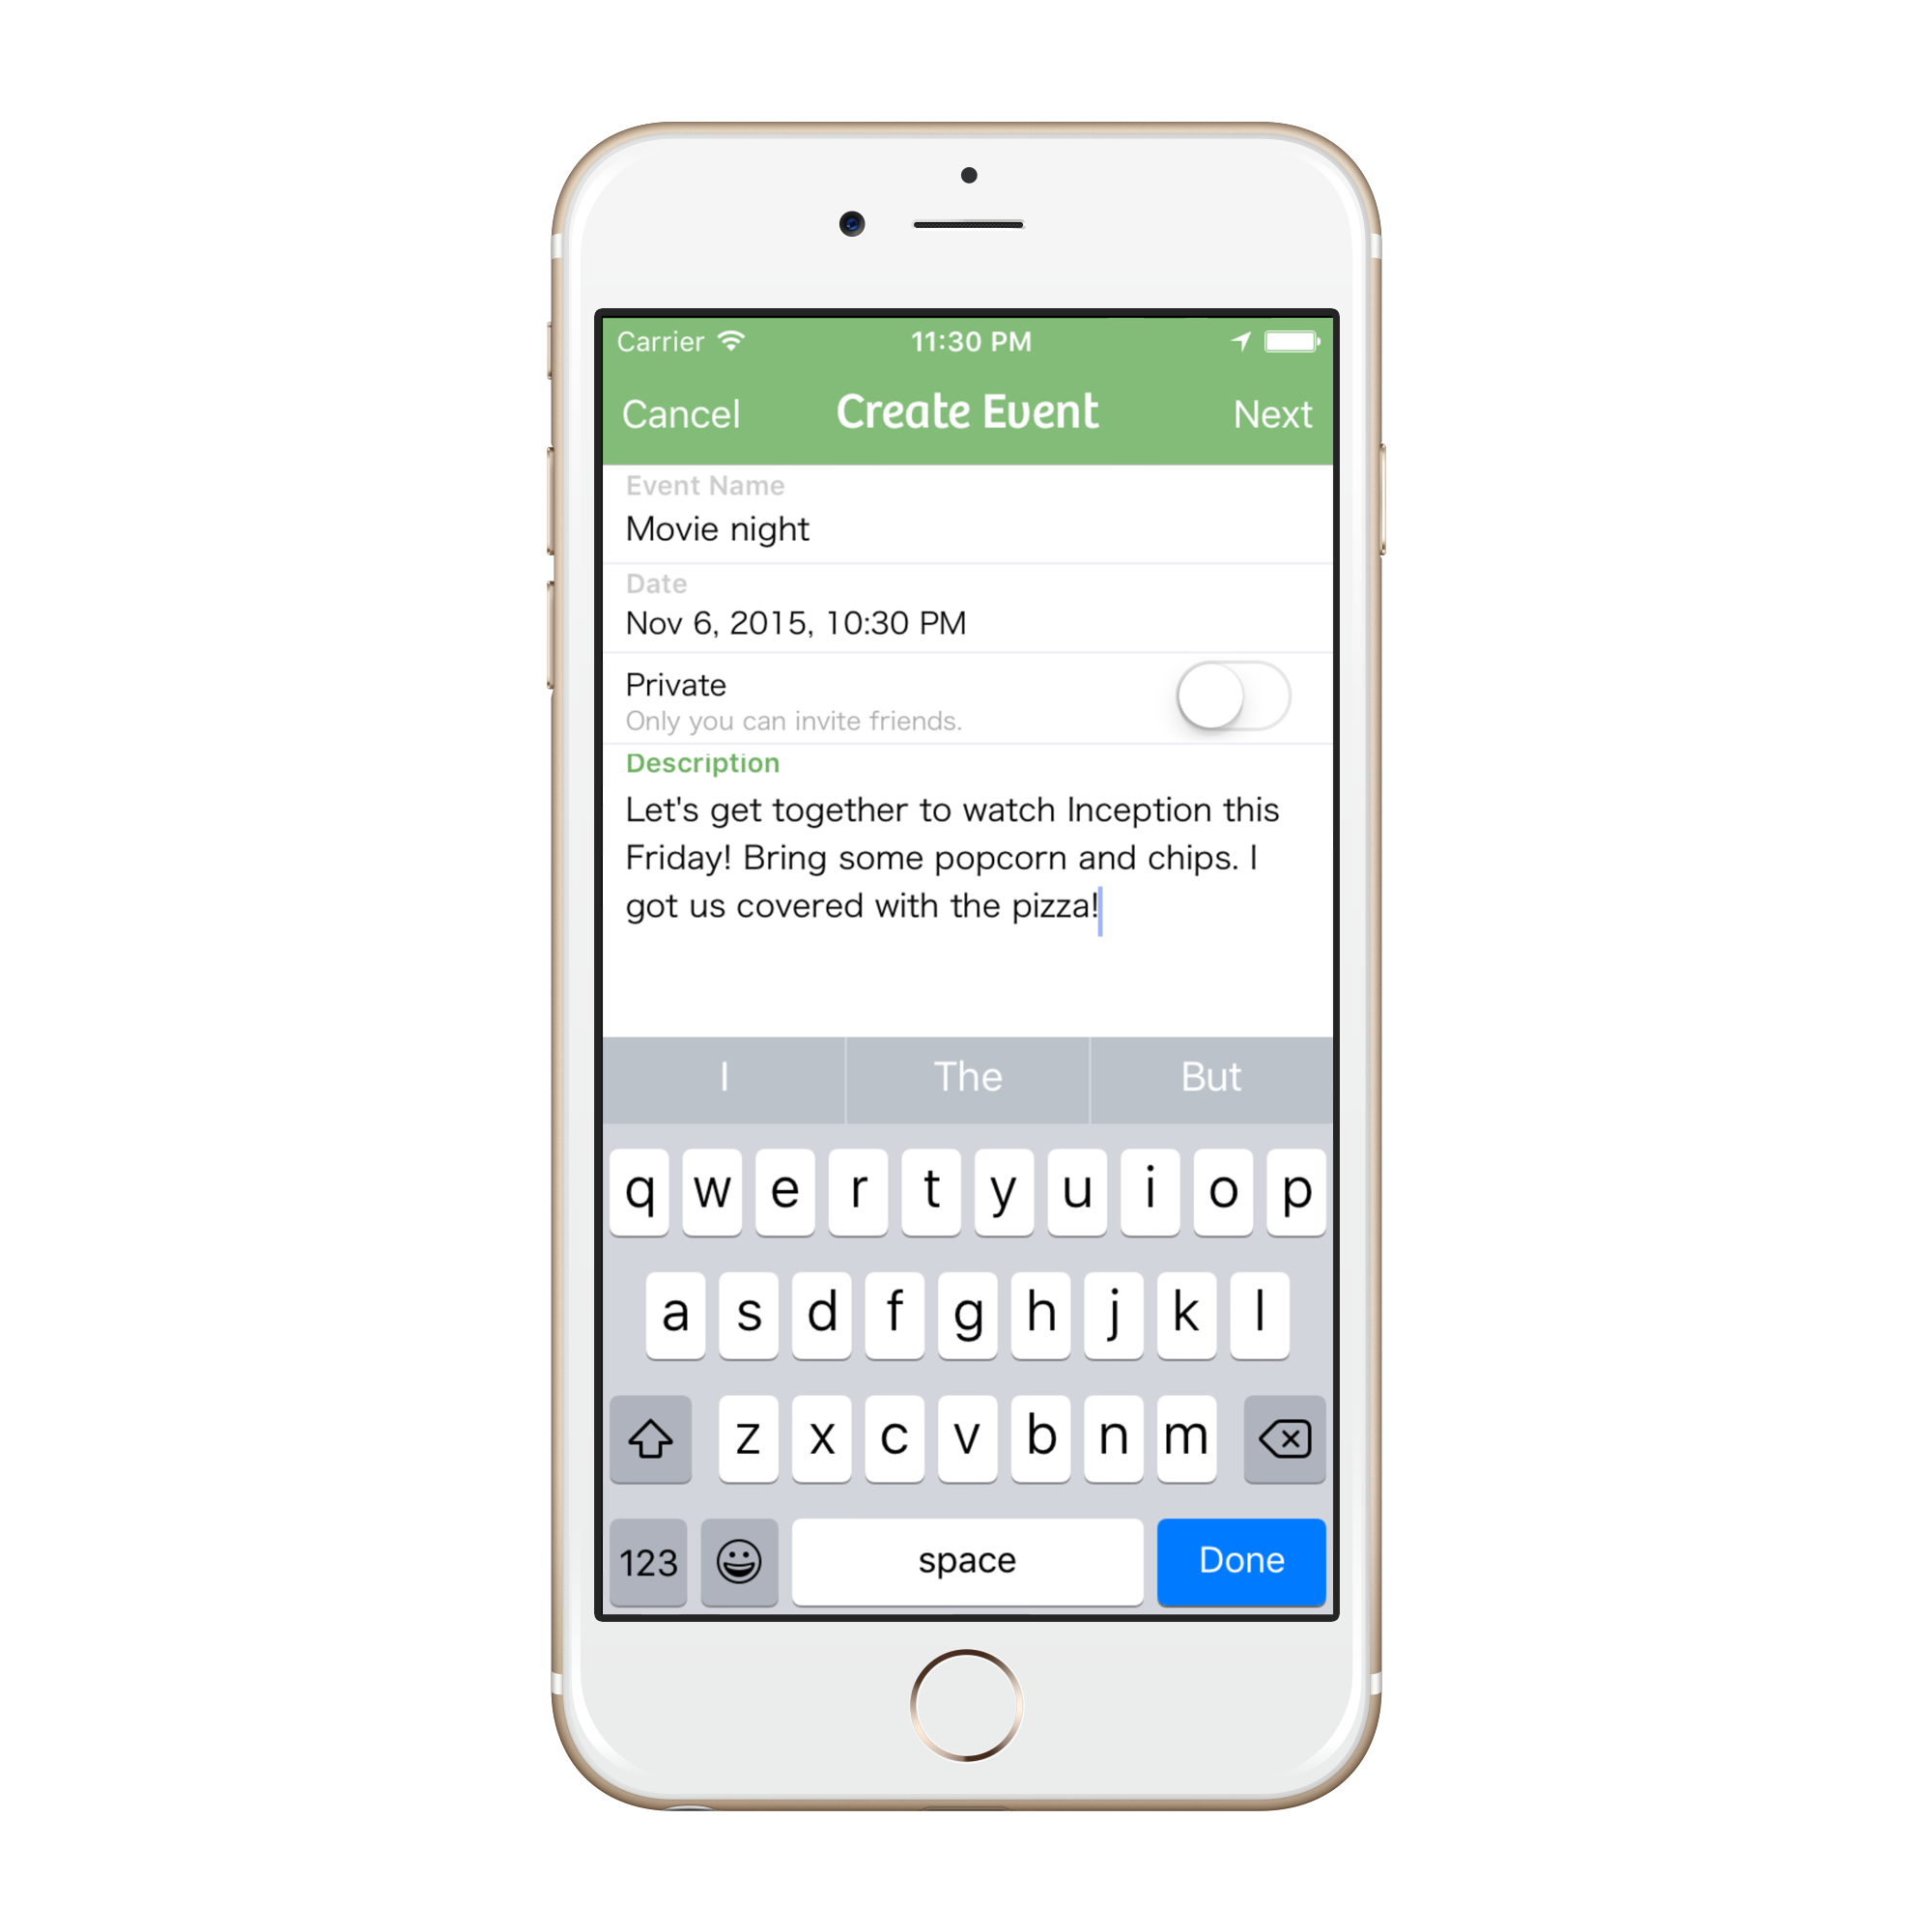 Carrier 11:30 PM
Cancel Create Event Next
Event Name
Movie night
Date
Nov 6, 2015, 10:30 PM
Private
Only you can invite friends.
Description
Let's get together to watch Inception this
Friday! Bring some popcorn and chips. I
got us covered with the pizza!
I The But
q w e r t y u i o p
a s d f g h j k l
z x c v b n m
123 space Done